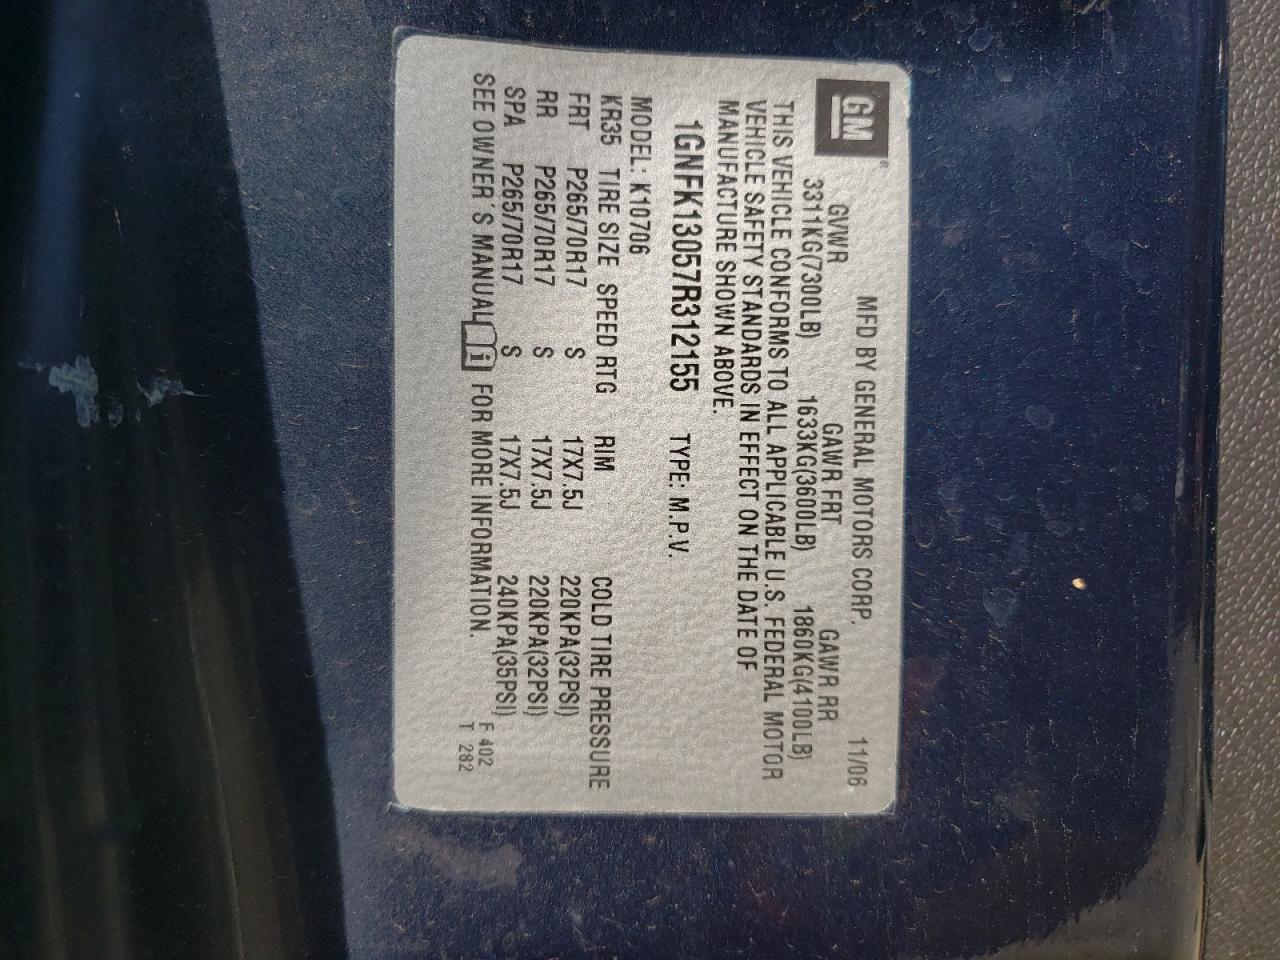 GM
MFD BY GENERAL MOTORS CORP. 11/06
GVWR GAWR FRT GAWR RR
3311KG(7300LB) 1633KG(3600LB) 1860KG(4100LB)
THIS VEHICLE CONFORMS TO ALL APPLICABLE U.S. FEDERAL MOTOR
VEHICLE SAFETY STANDARDS IN EFFECT ON THE DATE OF
MANUFACTURE SHOWN ABOVE.
1GNFK13057R312155 TYPE: M.P.V.
MODEL: K10706
KR35 TIRE SIZE SPEED RTG RIM COLD TIRE PRESSURE
FRT P265/70R17 S 17X7.5J 220KPA(32PSI)
RR P265/70R17 S 17X7.5J 220KPA(32PSI)
SPA P265/70R17 S 17X7.5J 240KPA(35PSI)
SEE OWNER'S MANUAL i FOR MORE INFORMATION.
F 402
T 282